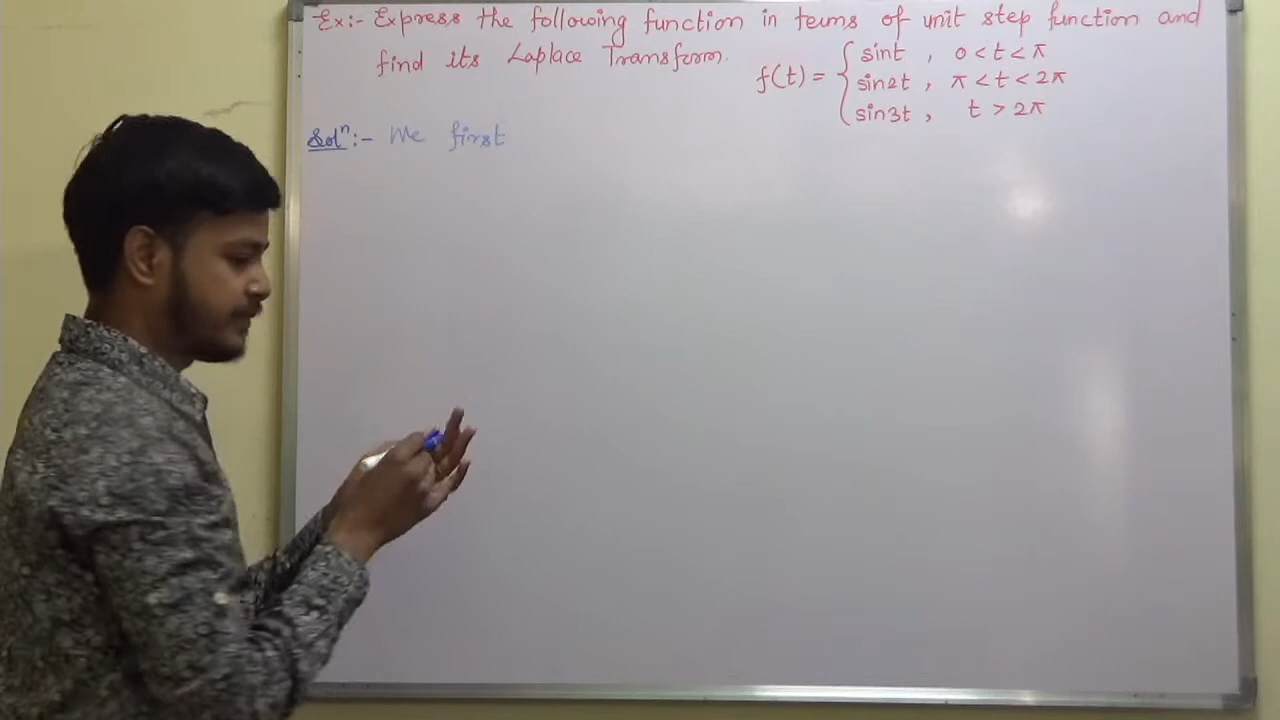 Ex:- Express the following function in terms of unit step function and
find its Laplace Transform.
f(t) = { sint , 0 < t < π
sin2t , π < t < 2π
sin3t , t > 2π
Solⁿ:- We first